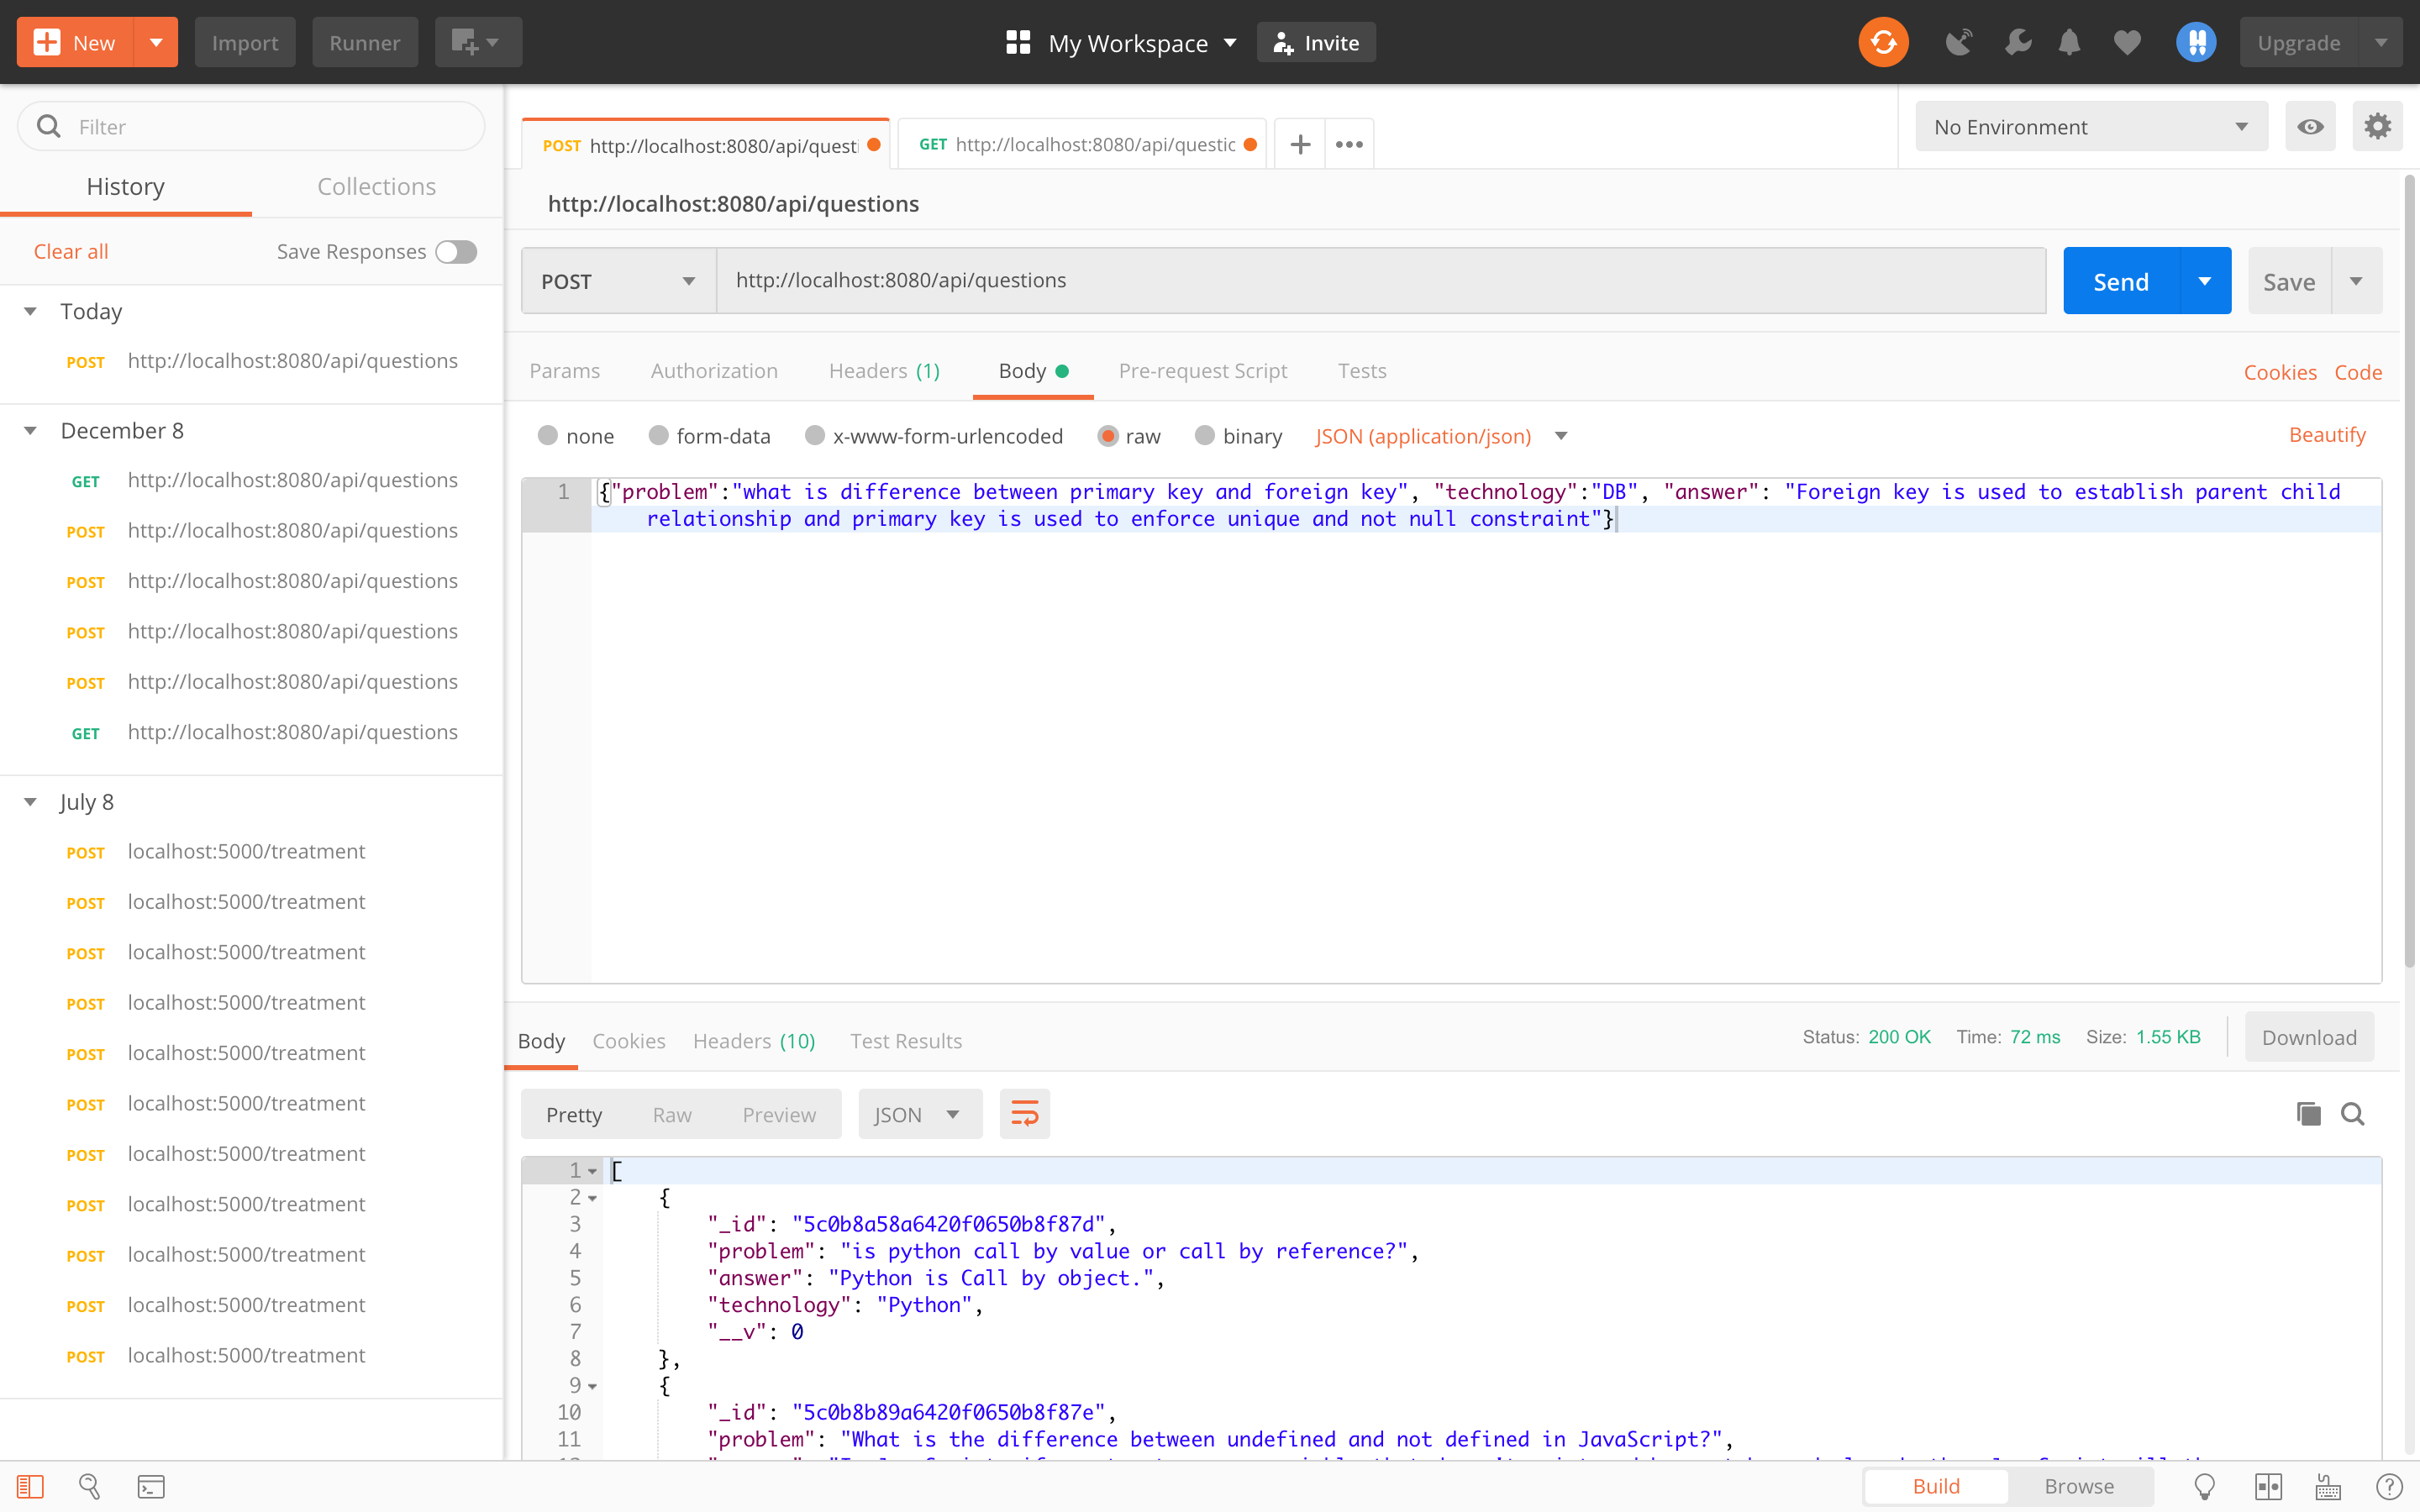 New
Import
Runner
My Workspace
Invite
Upgrade
Filter
History
Collections
Clear all
Save Responses
Today
POST http://localhost:8080/api/questions
December 8
GET http://localhost:8080/api/questions
POST http://localhost:8080/api/questions
POST http://localhost:8080/api/questions
POST http://localhost:8080/api/questions
POST http://localhost:8080/api/questions
GET http://localhost:8080/api/questions
July 8
POST localhost:5000/treatment
POST localhost:5000/treatment
POST localhost:5000/treatment
POST localhost:5000/treatment
POST localhost:5000/treatment
POST localhost:5000/treatment
POST localhost:5000/treatment
POST localhost:5000/treatment
POST localhost:5000/treatment
POST localhost:5000/treatment
POST localhost:5000/treatment
POST http://localhost:8080/api/questi
GET http://localhost:8080/api/questic
No Environment
http://localhost:8080/api/questions
POST http://localhost:8080/api/questions
Send
Save
Params Authorization Headers (1) Body Pre-request Script Tests Cookies Code
none form-data x-www-form-urlencoded raw binary JSON (application/json) Beautify
1 {"problem":"what is difference between primary key and foreign key", "technology":"DB", "answer": "Foreign key is used to establish parent child
relationship and primary key is used to enforce unique and not null constraint"}
Body Cookies Headers (10) Test Results Status: 200 OK Time: 72 ms Size: 1.55 KB Download
Pretty Raw Preview JSON
1 [
2 {
3 "_id": "5c0b8a58a6420f0650b8f87d",
4 "problem": "is python call by value or call by reference?",
5 "answer": "Python is Call by object.",
6 "technology": "Python",
7 "__v": 0
8 },
9 {
10 "_id": "5c0b8b89a6420f0650b8f87e",
11 "problem": "What is the difference between undefined and not defined in JavaScript?",
Build
Browse